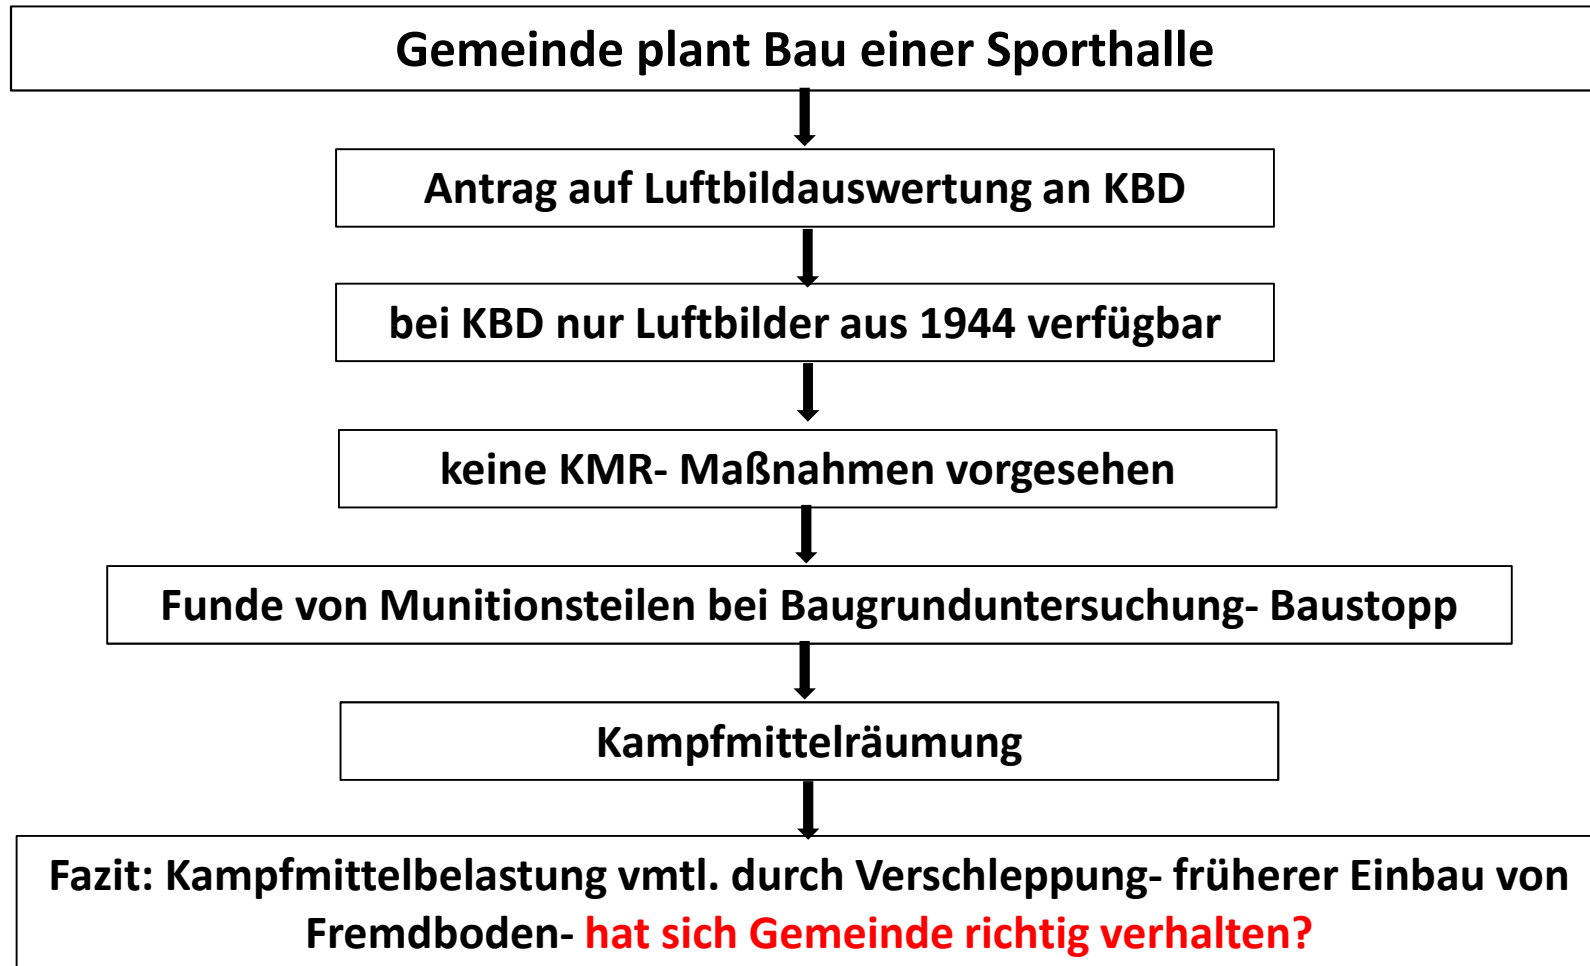 Gemeinde plant Bau einer Sporthalle
Antrag auf Luftbildauswertung an KBD
bei KBD nur Luftbilder aus 1944 verfügbar
keine KMR- Maßnahmen vorgesehen
Funde von Munitionsteilen bei Baugrunduntersuchung- Baustopp
Kampfmittelräumung
Fazit: Kampfmittelbelastung vmtl. durch Verschleppung- früherer Einbau von
Fremdboden- hat sich Gemeinde richtig verhalten?